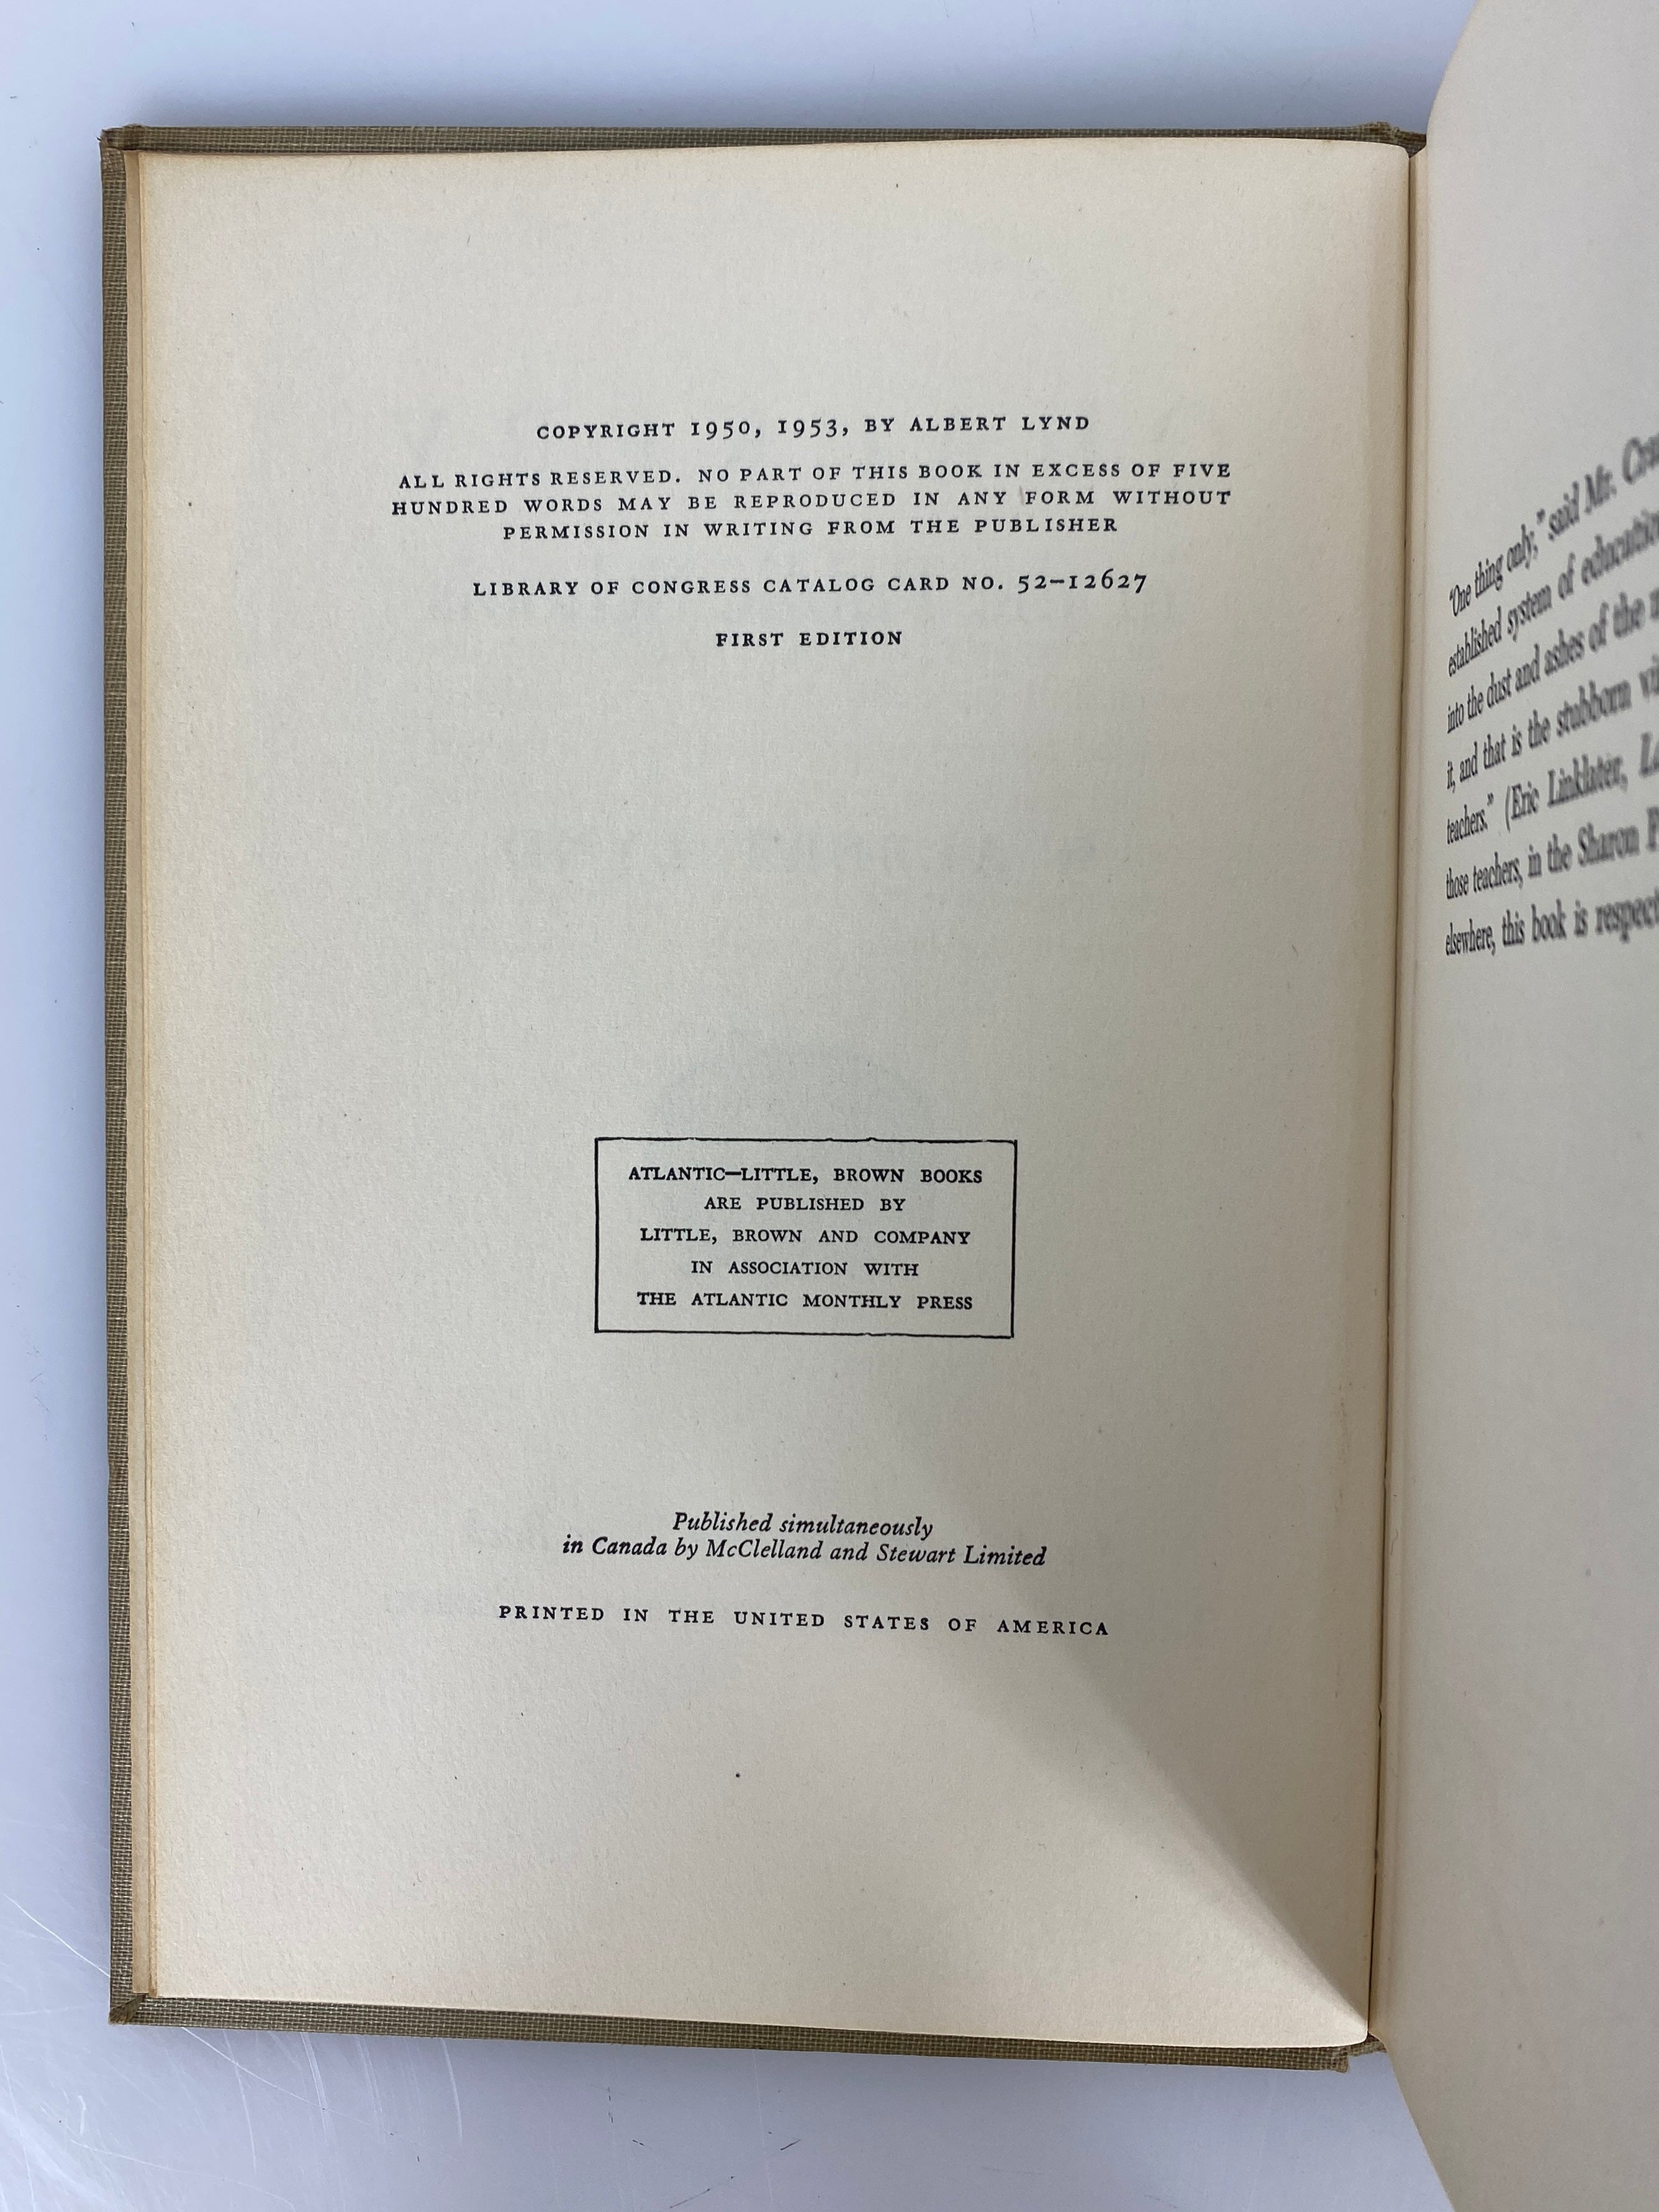 COPYRIGHT 1950, 1953, BY ALBERT LYND
ALL RIGHTS RESERVED. NO PART OF THIS BOOK IN EXCESS OF FIVE
HUNDRED WORDS MAY BE REPRODUCED IN ANY FORM WITHOUT
PERMISSION IN WRITING FROM THE PUBLISHER
LIBRARY OF CONGRESS CATALOG CARD NO. 52–12627
FIRST EDITION
ATLANTIC—LITTLE, BROWN BOOKS
ARE PUBLISHED BY
LITTLE, BROWN AND COMPANY
IN ASSOCIATION WITH
THE ATLANTIC MONTHLY PRESS
Published simultaneously
in Canada by McClelland and Stewart Limited
PRINTED IN THE UNITED STATES OF AMERICA
"One thing only," said Mr.
established system of
into the dust and ashes of the
it, and that is the stubborn
teachers." (Eric Linklater,
those teachers, in the Sharon
elsewhere, this book is